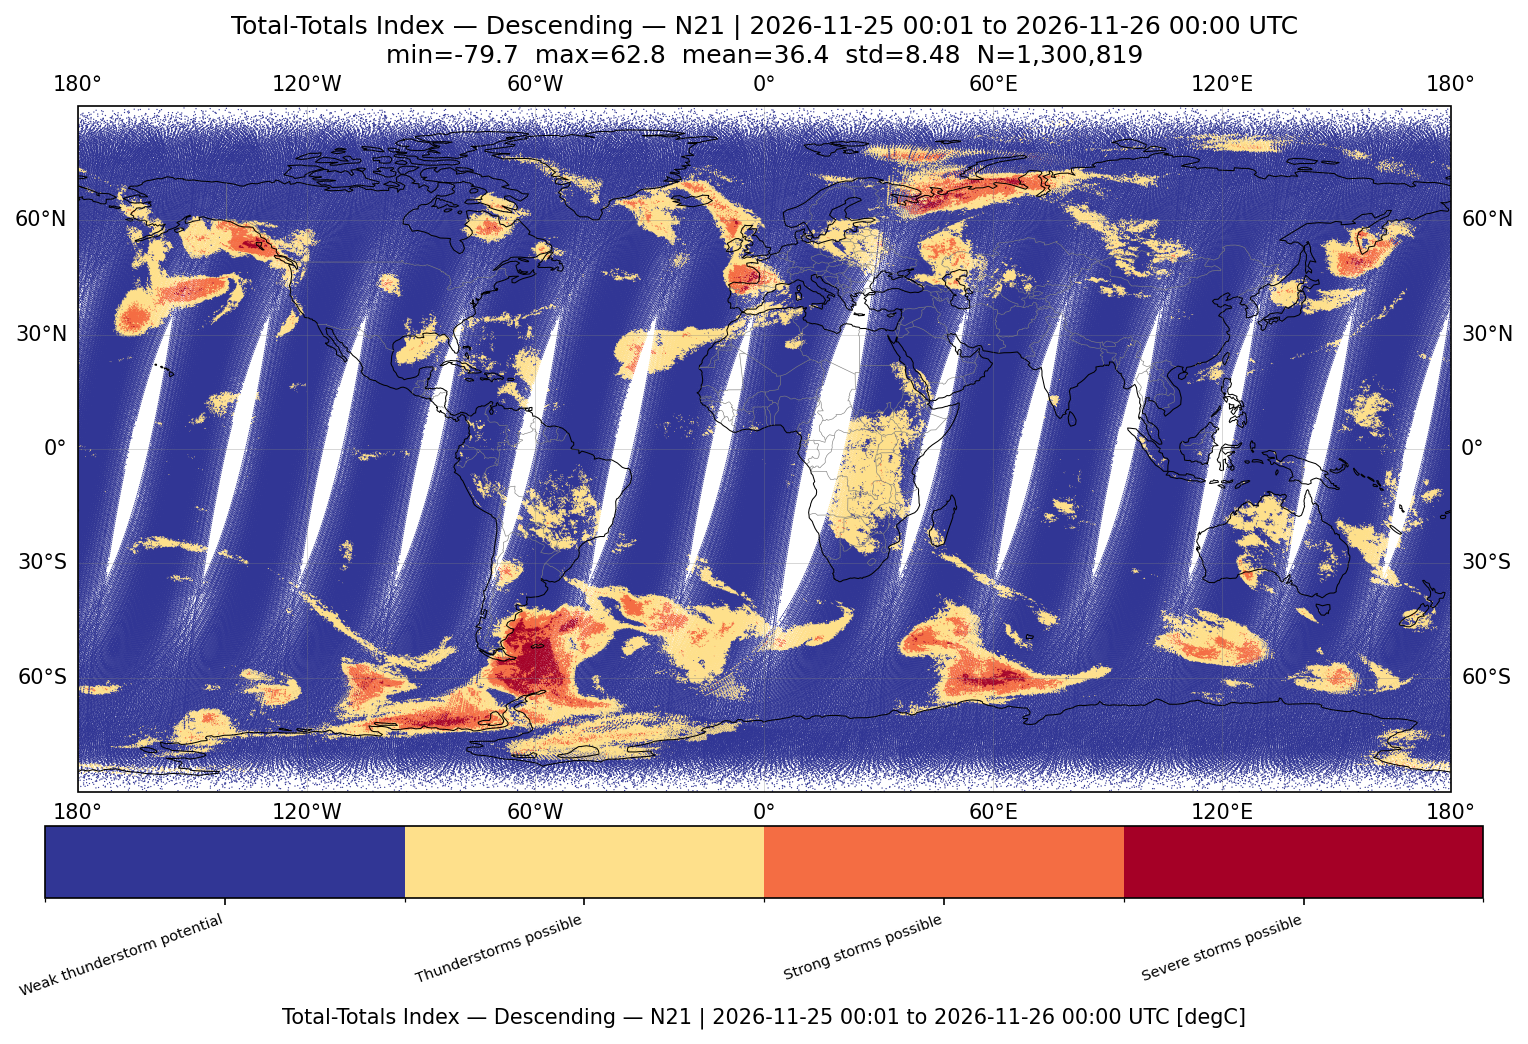 Total-Totals Index — Descending — N21 | 2026-11-25 00:01 to 2026-11-26 00:00 UTC
min=-79.7 max=62.8 mean=36.4 std=8.48 N=1,300,819
180° 120°W 60°W 0° 60°E 120°E 180°
60°N 60°N
30°N 30°N
0° 0°
30°S 30°S
60°S 60°S
180° 120°W 60°W 0° 60°E 120°E 180°
Weak thunderstorm potential Thunderstorms possible Strong storms possible Severe storms possible
Total-Totals Index — Descending — N21 | 2026-11-25 00:01 to 2026-11-26 00:00 UTC [degC]